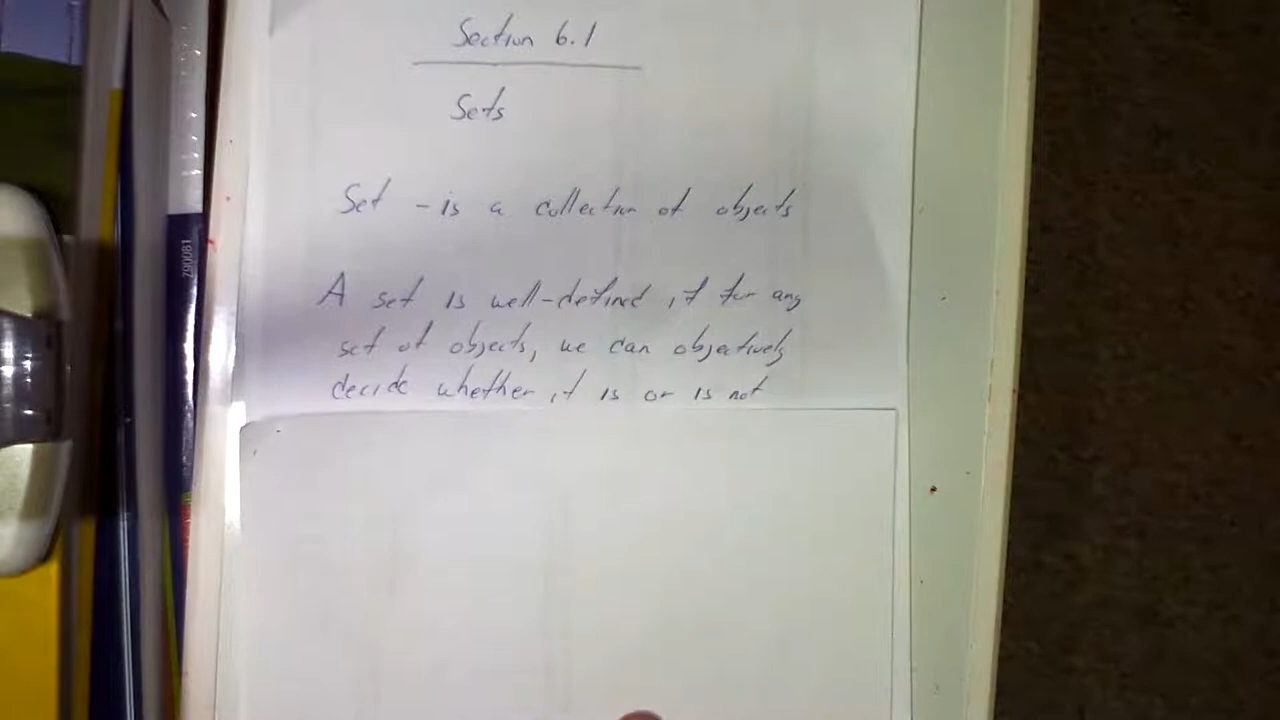 Section 6.1
Sets
Set - is a collection of objects
A set is well-defined if for any
set of objects, we can objectively
decide whether it is or is not
790081